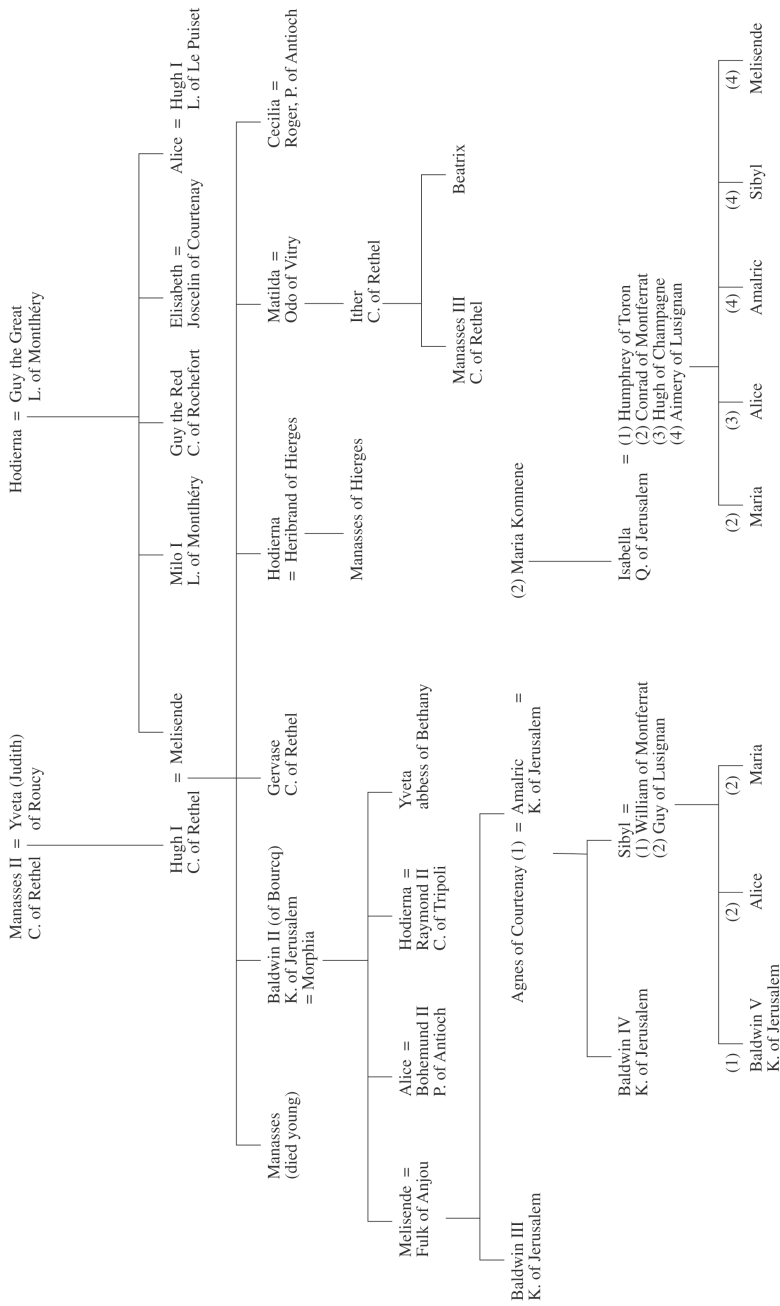 Manasses II = Yveta (Judith)
C. of Rethel of Roucy
Hodierna = Guy the Great
L. of Montlhéry
Hugh I
C. of Rethel
= Melisende
Milo I
L. of Montlhéry
Guy the Red
C. of Rochefort
Elisabeth =
Joscelin of Courtenay
Alice = Hugh I
L. of Le Puiset
Manasses
(died young)
Baldwin II (of Bourcq)
K. of Jerusalem
= Morphia
Gervase
C. of Rethel
Hodierna
= Heribrand of Hierges
Matilda =
Odo of Vitry
Cecilia =
Roger, P. of Antioch
Melisende =
Fulk of Anjou
Alice =
Bohemund II
P. of Antioch
Hodierna =
Raymond II
C. of Tripoli
Yveta
abbess of Bethany
Manasses of Hierges
Ither
C. of Rethel
Manasses III
C. of Rethel
Beatrix
Baldwin III
K. of Jerusalem
Agnes of Courtenay (1) = Amalric =
K. of Jerusalem
(2) Maria Komnene
Baldwin IV
K. of Jerusalem
Sibyl =
(1) William of Montferrat
(2) Guy of Lusignan
Isabella
Q. of Jerusalem
= (1) Humphrey of Toron
(2) Conrad of Montferrat
(3) Hugh of Champagne
(4) Aimery of Lusignan
(1)
Baldwin V
K. of Jerusalem
(2)
Alice
(2)
Maria
(2)
Maria
(3)
Alice
(4)
Amalric
(4)
Sibyl
(4)
Melisende